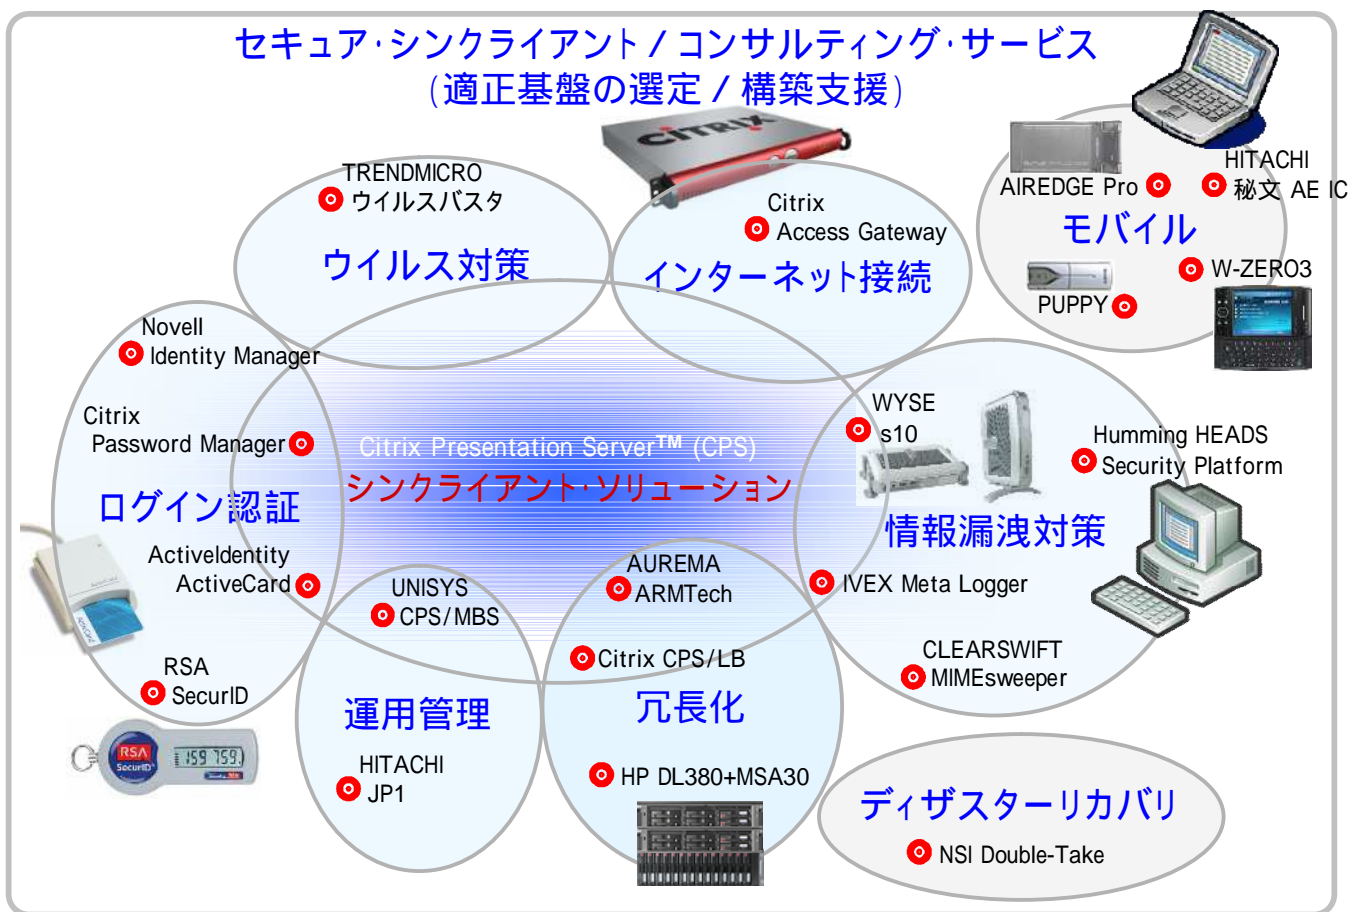 セキュア・シンクライアント / コンサルティング・サービス
(適正基盤の選定 / 構築支援)
CITRIX
TRENDMICRO
ウイルスバスタ
ウイルス対策
Citrix
Access Gateway
インターネット接続
AIREDGE Pro
HITACHI
秘文 AE IC
モバイル
W-ZERO3
PUPPY
Novell
Identity Manager
Citrix
Password Manager
ログイン認証
ActiveIdentity
ActiveCard
RSA
SecurID
RSA
SecurID
159 759
Citrix Presentation Server™ (CPS)
シンクライアント・ソリューション
WYSE
s10
Humming HEADS
Security Platform
情報漏洩対策
IVEX Meta Logger
CLEARSWIFT
MIMEsweeper
UNISYS
CPS/MBS
運用管理
HITACHI
JP1
AUREMA
ARMTech
Citrix CPS/LB
冗長化
HP DL380+MSA30
ディザスターリカバリ
NSI Double-Take